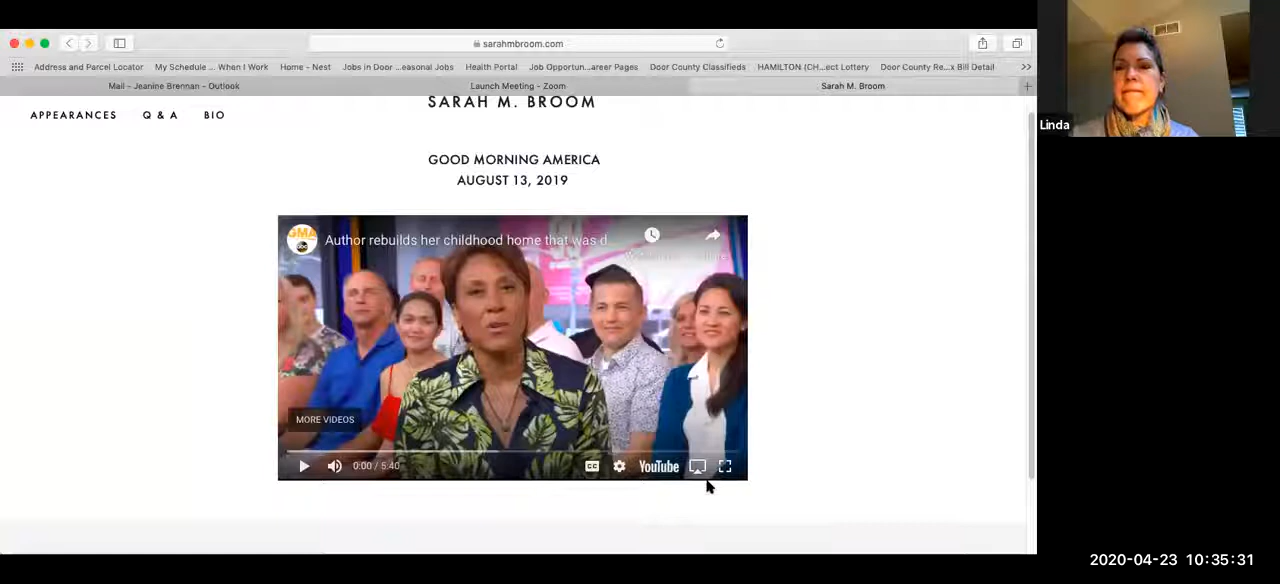 sarahmbroom.com
Address and Parcel Locator
My Schedule ... When I Work
Home - Nest
Jobs in Door ...easonal Jobs
Health Portal
Job Opportun...areer Pages
Door County Classifieds
HAMILTON (CH...ect Lottery
Door County Re...x Bill Detail
Mail – Jeanine Brennan – Outlook
Launch Meeting - Zoom
Sarah M. Broom
SARAH M. BROOM
APPEARANCES Q & A BIO
GOOD MORNING AMERICA
AUGUST 13, 2019
GMA
abc
Author rebuilds her childhood home that was d
MORE VIDEOS
0:00 / 5:40
CC
YouTube
Linda
2020-04-23 10:35:31